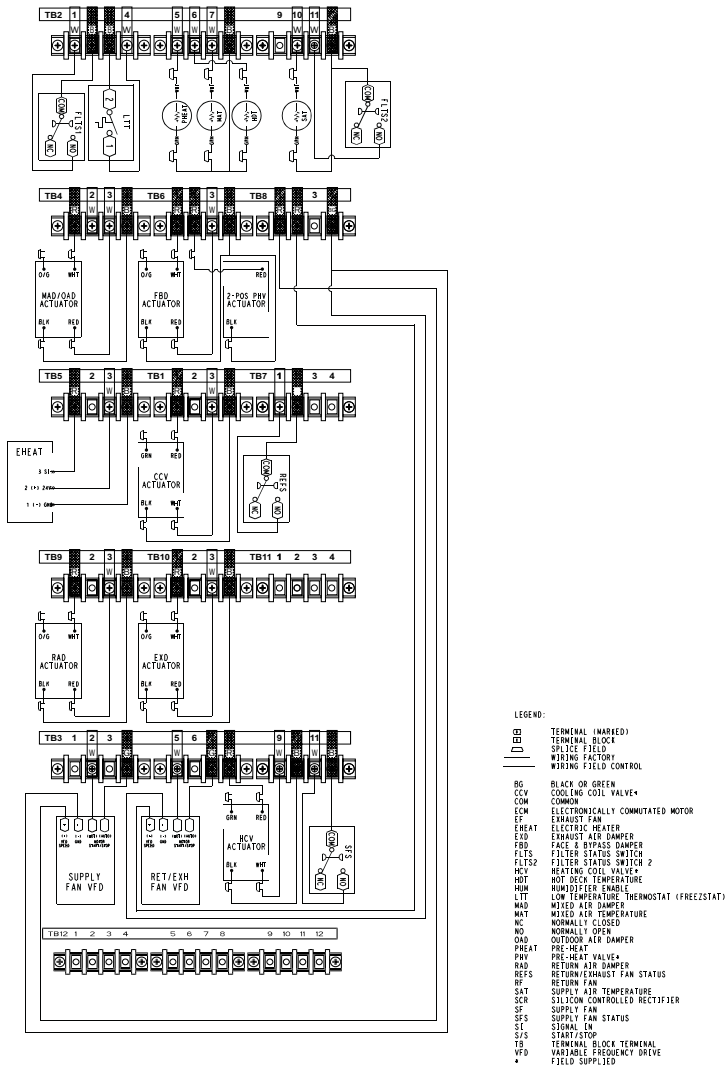 TB2 1 4 5 6 7 9 10 11
W W W W W W W
COM NC NO FLTS1
2 1 LTT
PHEAT MAT HDT SAT
COM NC NO FLTS2
TB4 2 3 TB6 3 TB8 3
W W W
O/G WHT O/G WHT RED
MAD/OAD ACTUATOR
FBD ACTUATOR
2-POS PHV ACTUATOR
BLK RED BLK RED BLK
TB5 2 3 TB1 2 3 TB7 1 3 4
W W W
EHEAT
3 SI
2 (+) 24V
1 (-) GND
GRN RED
CCV ACTUATOR
BLK WHT
COM NC NO REFS
TB9 2 3 TB10 2 3 TB11 1 2 3 4
W W
O/G WHT O/G WHT
RAD ACTUATOR
EXD ACTUATOR
BLK RED BLK RED
TB3 1 2 3 5 6 9 11
W W W W
(+) (-) (NO1) (NO10)
VFD SPEED GND MOTOR START/STOP
SUPPLY FAN VFD
(+) (-)
VFD SPEED GND MOTOR START/STOP
RET/EXH FAN VFD
GRN RED
HCV ACTUATOR
BLK WHT
COM NC NO SFS
TB12 1 2 3 4 5 6 7 8 9 10 11 12
LEGEND:
TERMINAL (MARKED)
TERMINAL BLOCK
SPLICE FIELD
WIRING FACTORY
WIRING FIELD CONTROL
BG BLACK OR GREEN
CCV COOLING COIL VALVE*
COM COMMON
ECM ELECTRONICALLY COMMUTATED MOTOR
EF EXHAUST FAN
EHEAT ELECTRIC HEATER
EXD EXHAUST AIR DAMPER
FBD FACE & BYPASS DAMPER
FLTS FILTER STATUS SWITCH
FLTS2 FILTER STATUS SWITCH 2
HCV HEATING COIL VALVE*
HDT HOT DECK TEMPERATURE
HUM HUMIDIFIER ENABLE
LTT LOW TEMPERATURE THERMOSTAT (FREEZSTAT)
MAD MIXED AIR DAMPER
MAT MIXED AIR TEMPERATURE
NC NORMALLY CLOSED
NO NORMALLY OPEN
OAD OUTDOOR AIR DAMPER
PHEAT PRE-HEAT
PHV PRE-HEAT VALVE*
RAD RETURN AIR DAMPER
REFS RETURN/EXHAUST FAN STATUS
RF RETURN FAN
SAT SUPPLY AIR TEMPERATURE
SCR SILICON CONTROLLED RECTIFIER
SF SUPPLY FAN
SFS SUPPLY FAN STATUS
SI SIGNAL IN
S/S START/STOP
TB TERMINAL BLOCK TERMINAL
VFD VARIABLE FREQUENCY DRIVE
* FIELD SUPPLIED